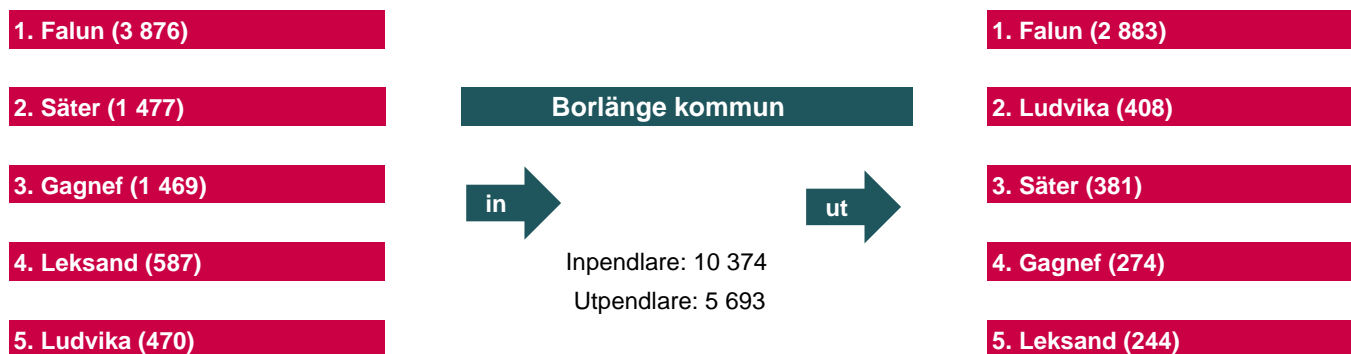 1. Falun (3 876)
2. Säter (1 477)
3. Gagnef (1 469)
4. Leksand (587)
5. Ludvika (470)
Borlänge kommun
in
ut
Inpendlare: 10 374
Utpendlare: 5 693
1. Falun (2 883)
2. Ludvika (408)
3. Säter (381)
4. Gagnef (274)
5. Leksand (244)